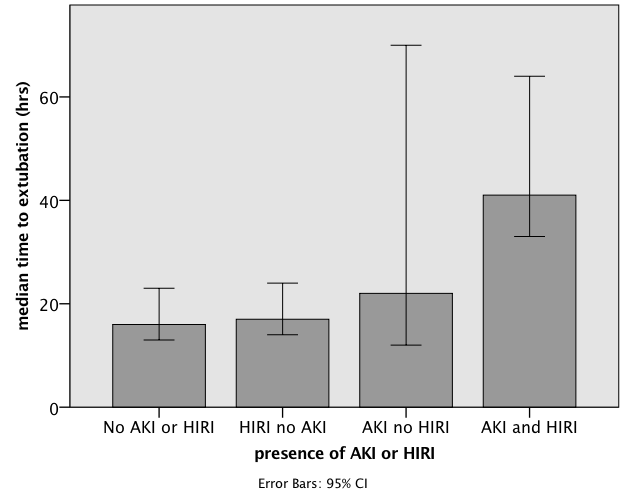 median time to extubation (hrs)
60
40
20
0
No AKI or HIRI
HIRI no AKI
AKI no HIRI
AKI and HIRI
presence of AKI or HIRI
Error Bars: 95% CI